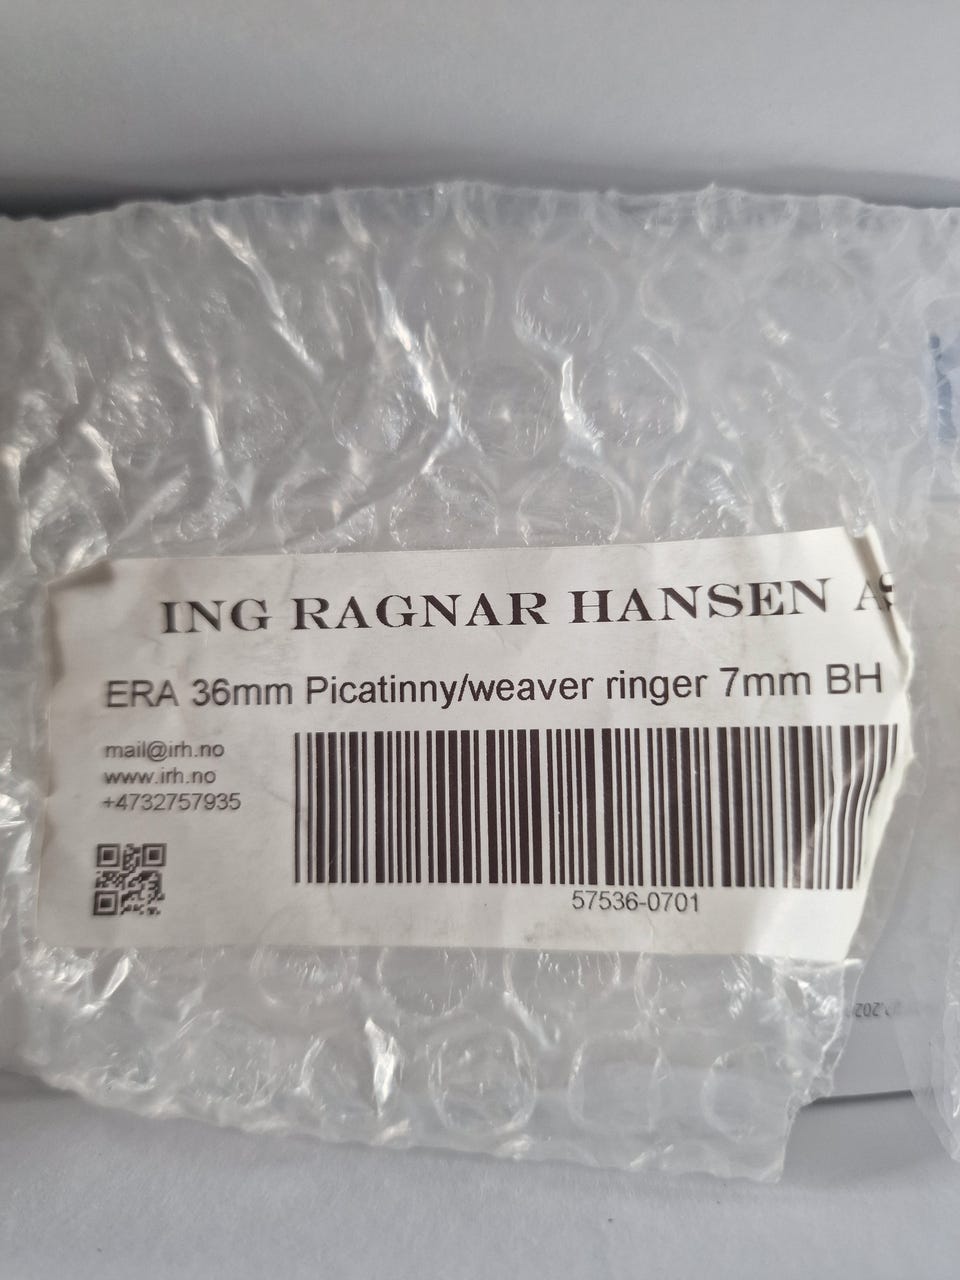 ING RAGNAR HANSEN AS
ERA 36mm Picatinny/weaver ringer 7mm BH
mail@irh.no
www.irh.no
+4732757935
57536-0701